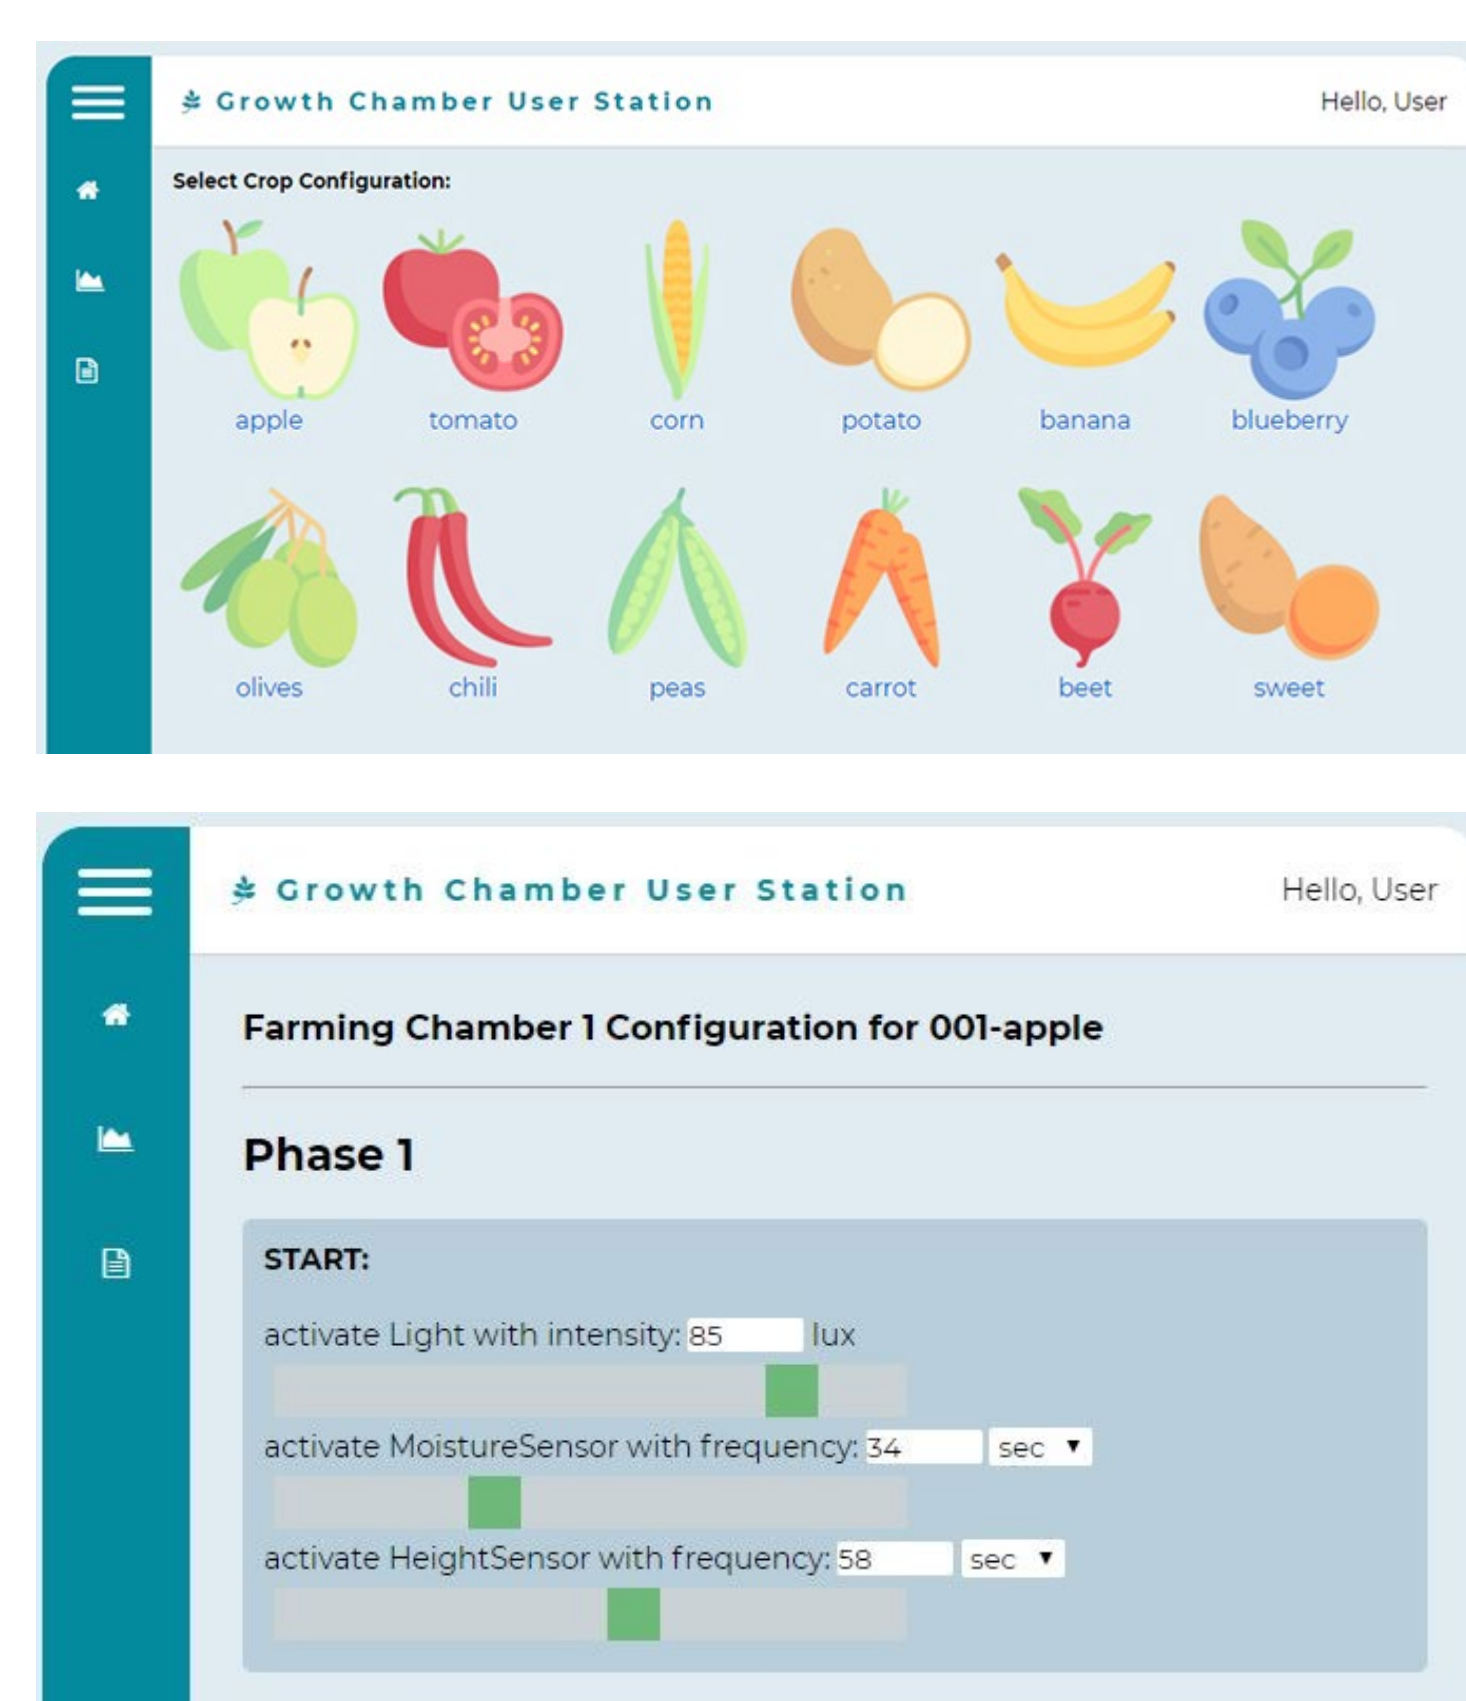 Growth Chamber User Station Hello, User
Select Crop Configuration:
apple tomato corn potato banana blueberry
olives chili peas carrot beet sweet
Growth Chamber User Station Hello, User
Farming Chamber 1 Configuration for 001-apple
Phase 1
START:
activate Light with intensity: 85 lux
activate MoistureSensor with frequency: 34 sec
activate HeightSensor with frequency: 58 sec